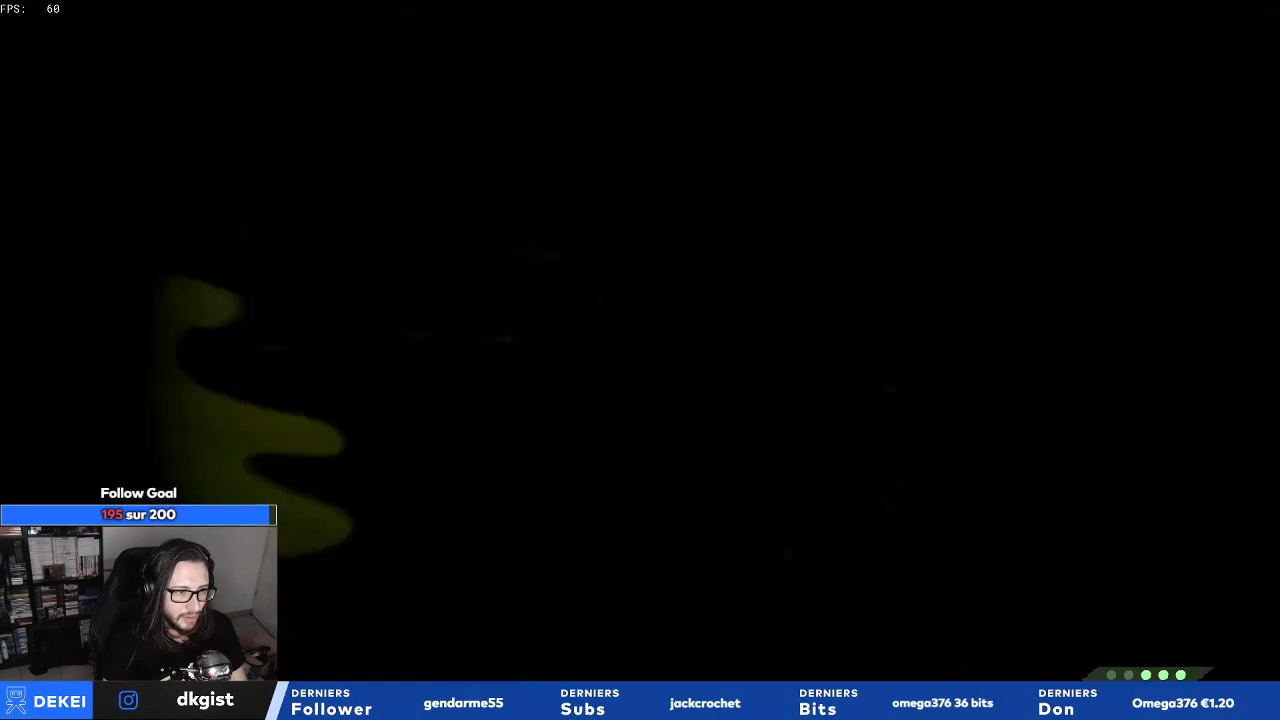 FPS: 60
Follow Goal
195 sur 200
DEKEI
dkgist
DERNIERS
Follower
gendarme55
DERNIERS
Subs
jackcrochet
DERNIERS
Bits
omega376 36 bits
DERNIERS
Don
Omega376 €1.20